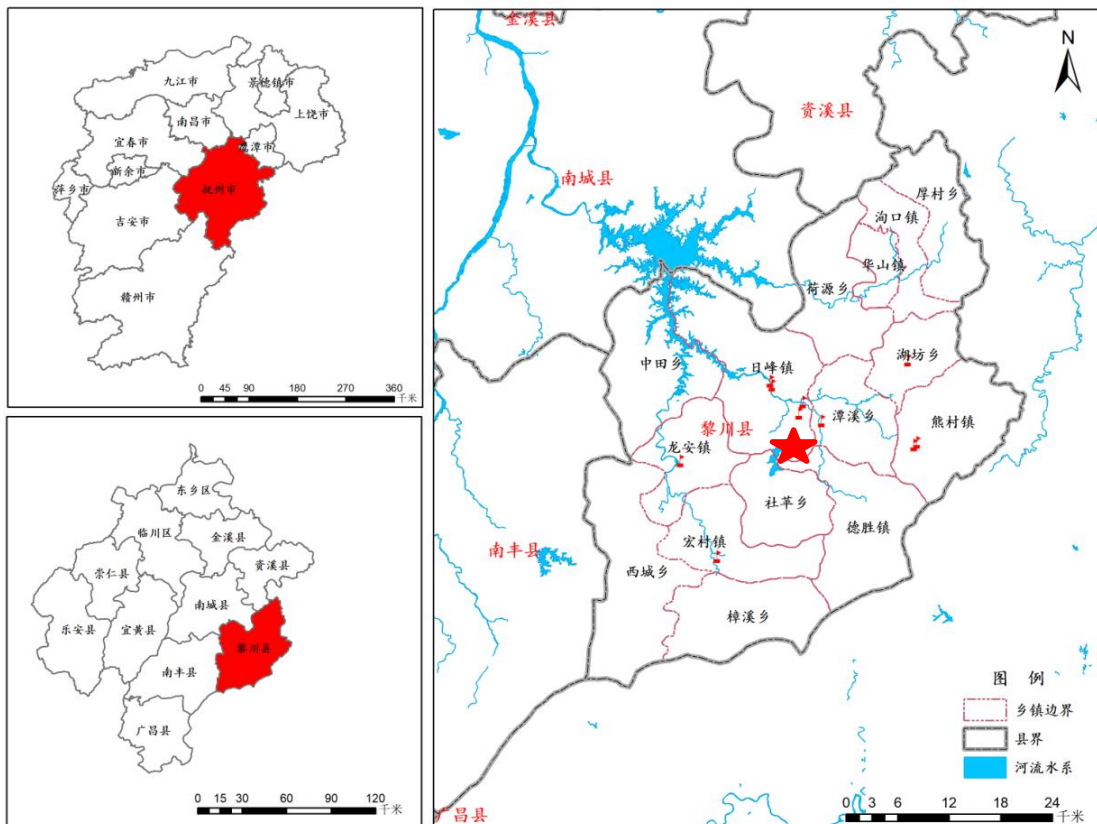 九江市
景德镇市
上饶市
南昌市
鹰潭市
宜春市
新余市
萍乡市
抚州市
吉安市
赣州市
0 45 90 180 270 360
千米
东乡区
临川区
金溪县
崇仁县
资溪县
南城县
乐安县
宜黄县
黎川县
南丰县
广昌县
0 15 30 60 90 120
千米
金溪县
N
资溪县
南城县
厚村乡
洵口镇
华山镇
荷源乡
湖坊乡
中田乡
日峰镇
潭溪乡
熊村镇
黎川县
龙安镇
社苹乡
德胜镇
宏村镇
南丰县
西城乡
樟溪乡
图 例
乡镇边界
县界
河流水系
广昌县
0 3 6 12 18 24
千米